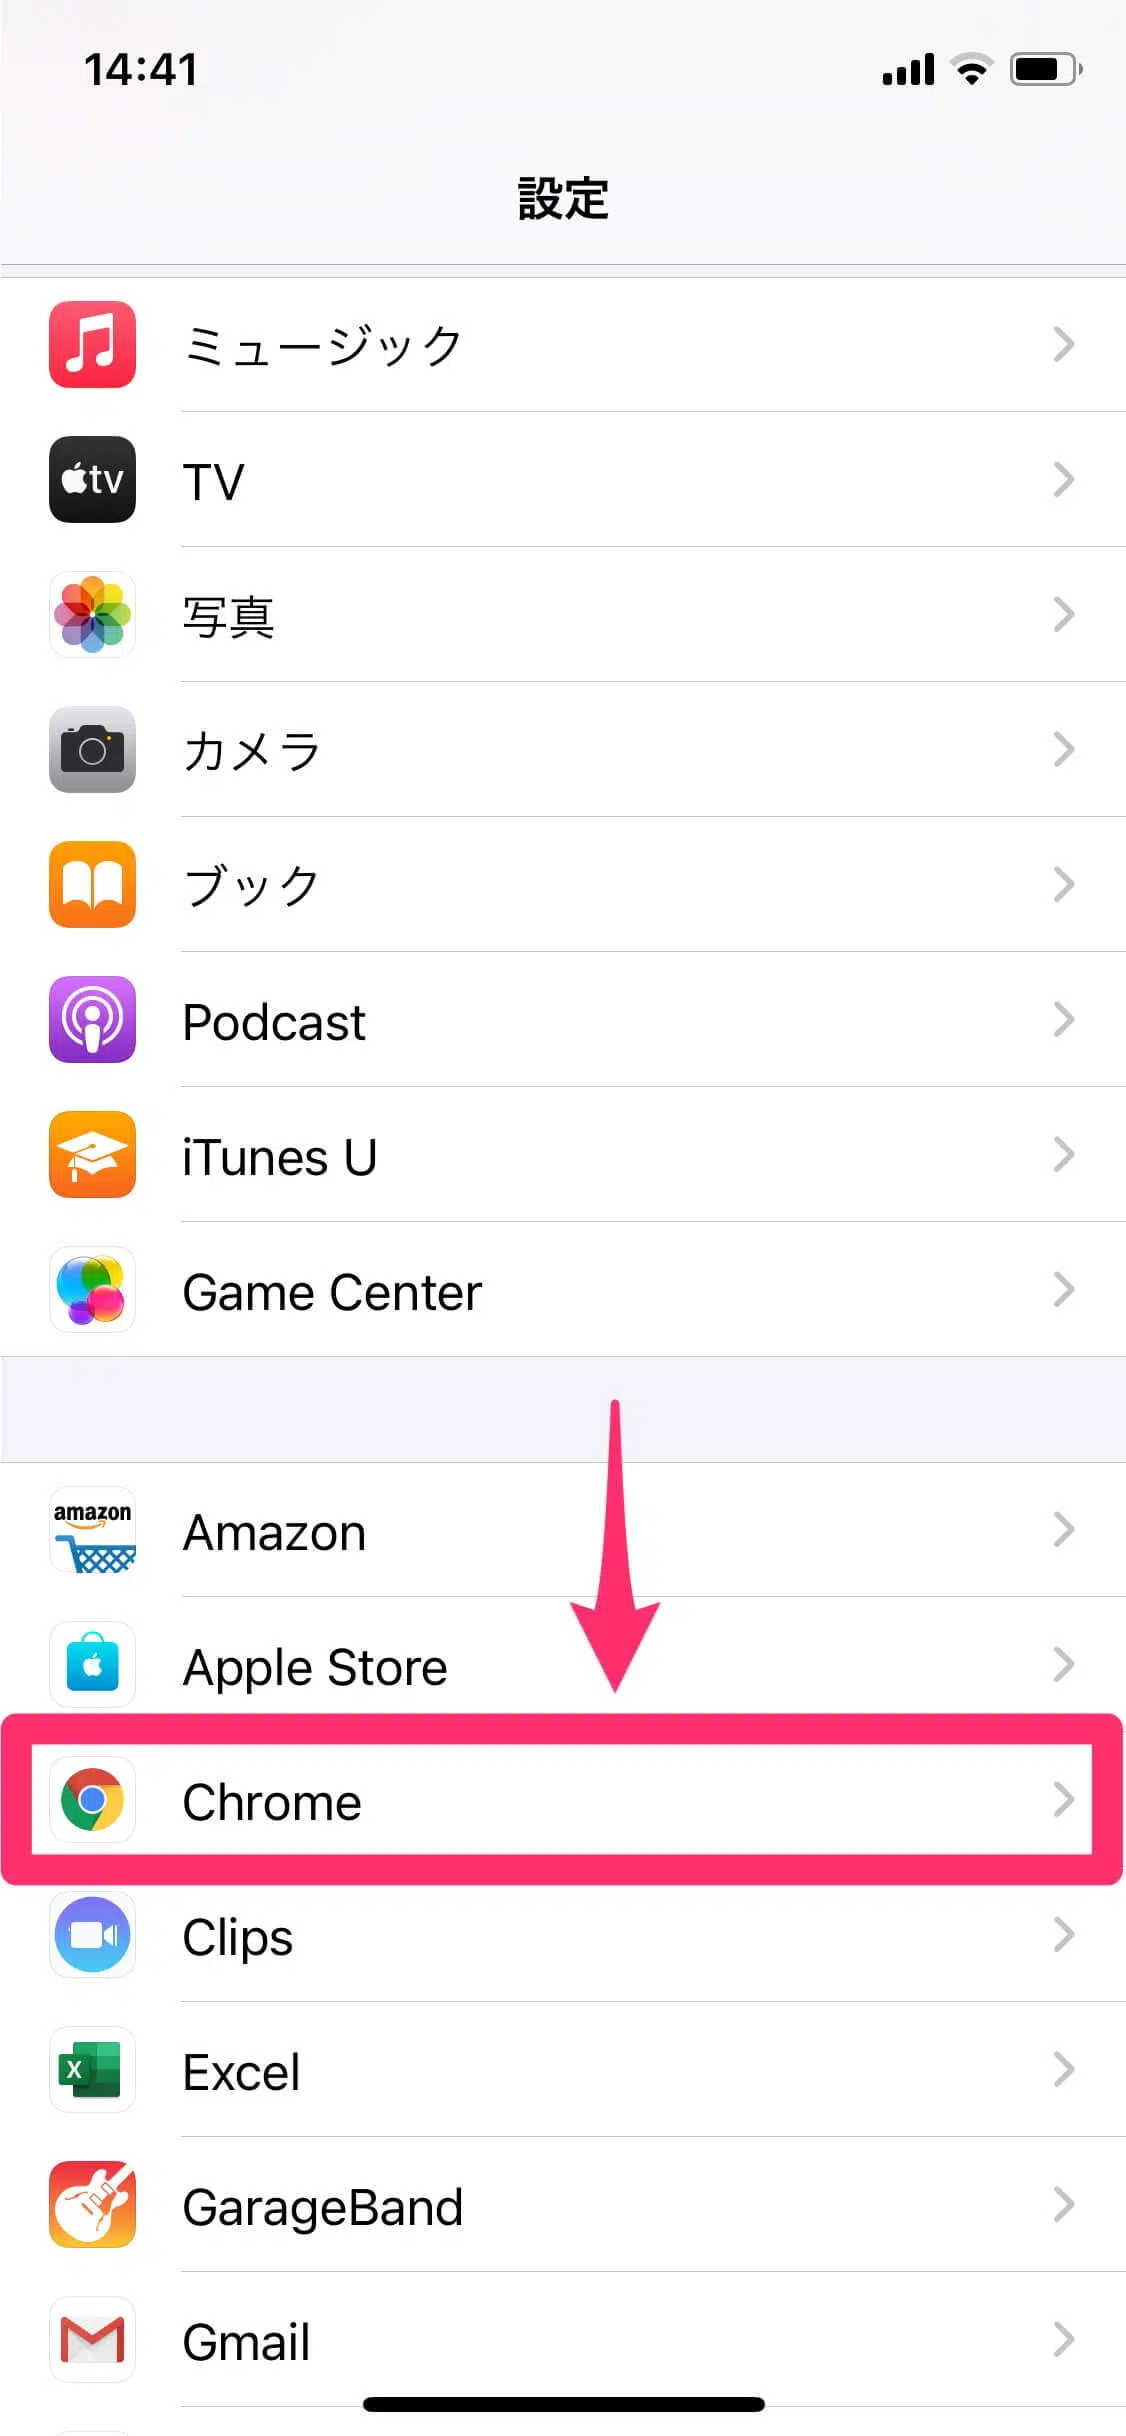 14:41
設定
ミュージック
tv
TV
写真
カメラ
ブック
Podcast
iTunes U
Game Center
amazon
Amazon
Apple Store
Chrome
Clips
X
Excel
GarageBand
Gmail